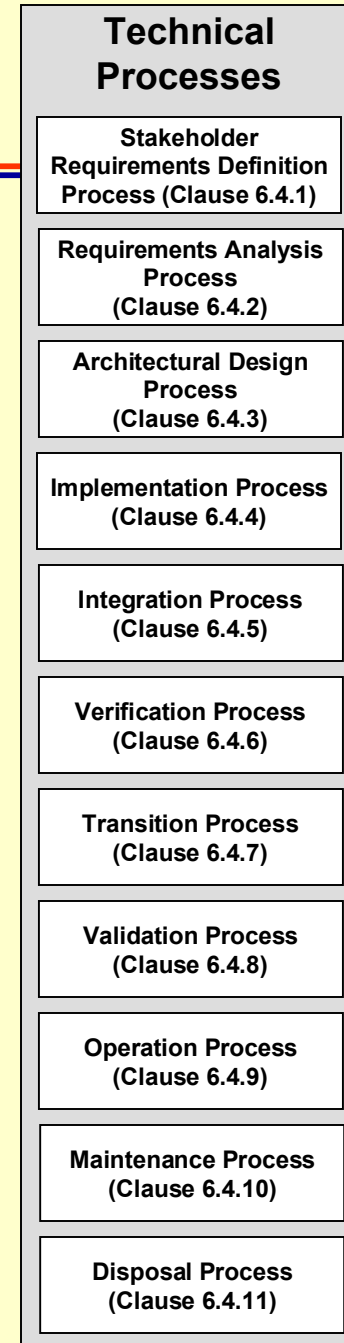 Technical
Processes
Stakeholder
Requirements Definition
Process (Clause 6.4.1)
Requirements Analysis
Process
(Clause 6.4.2)
Architectural Design
Process
(Clause 6.4.3)
Implementation Process
(Clause 6.4.4)
Integration Process
(Clause 6.4.5)
Verification Process
(Clause 6.4.6)
Transition Process
(Clause 6.4.7)
Validation Process
(Clause 6.4.8)
Operation Process
(Clause 6.4.9)
Maintenance Process
(Clause 6.4.10)
Disposal Process
(Clause 6.4.11)